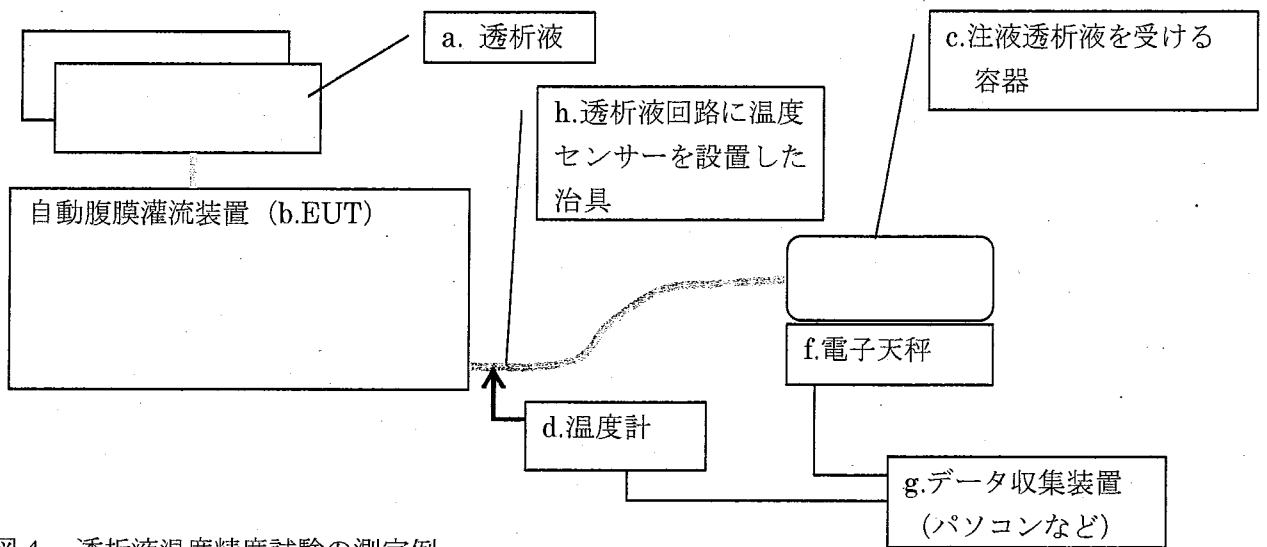 a. 透析液
c.注液透析液を受ける
容器
h.透析液回路に温度
センサーを設置した
治具
自動腹膜灌流装置（b.EUT）
f.電子天秤
d.温度計
g.データ収集装置
（パソコンなど）
図4 透析液温度精度試験の測定例